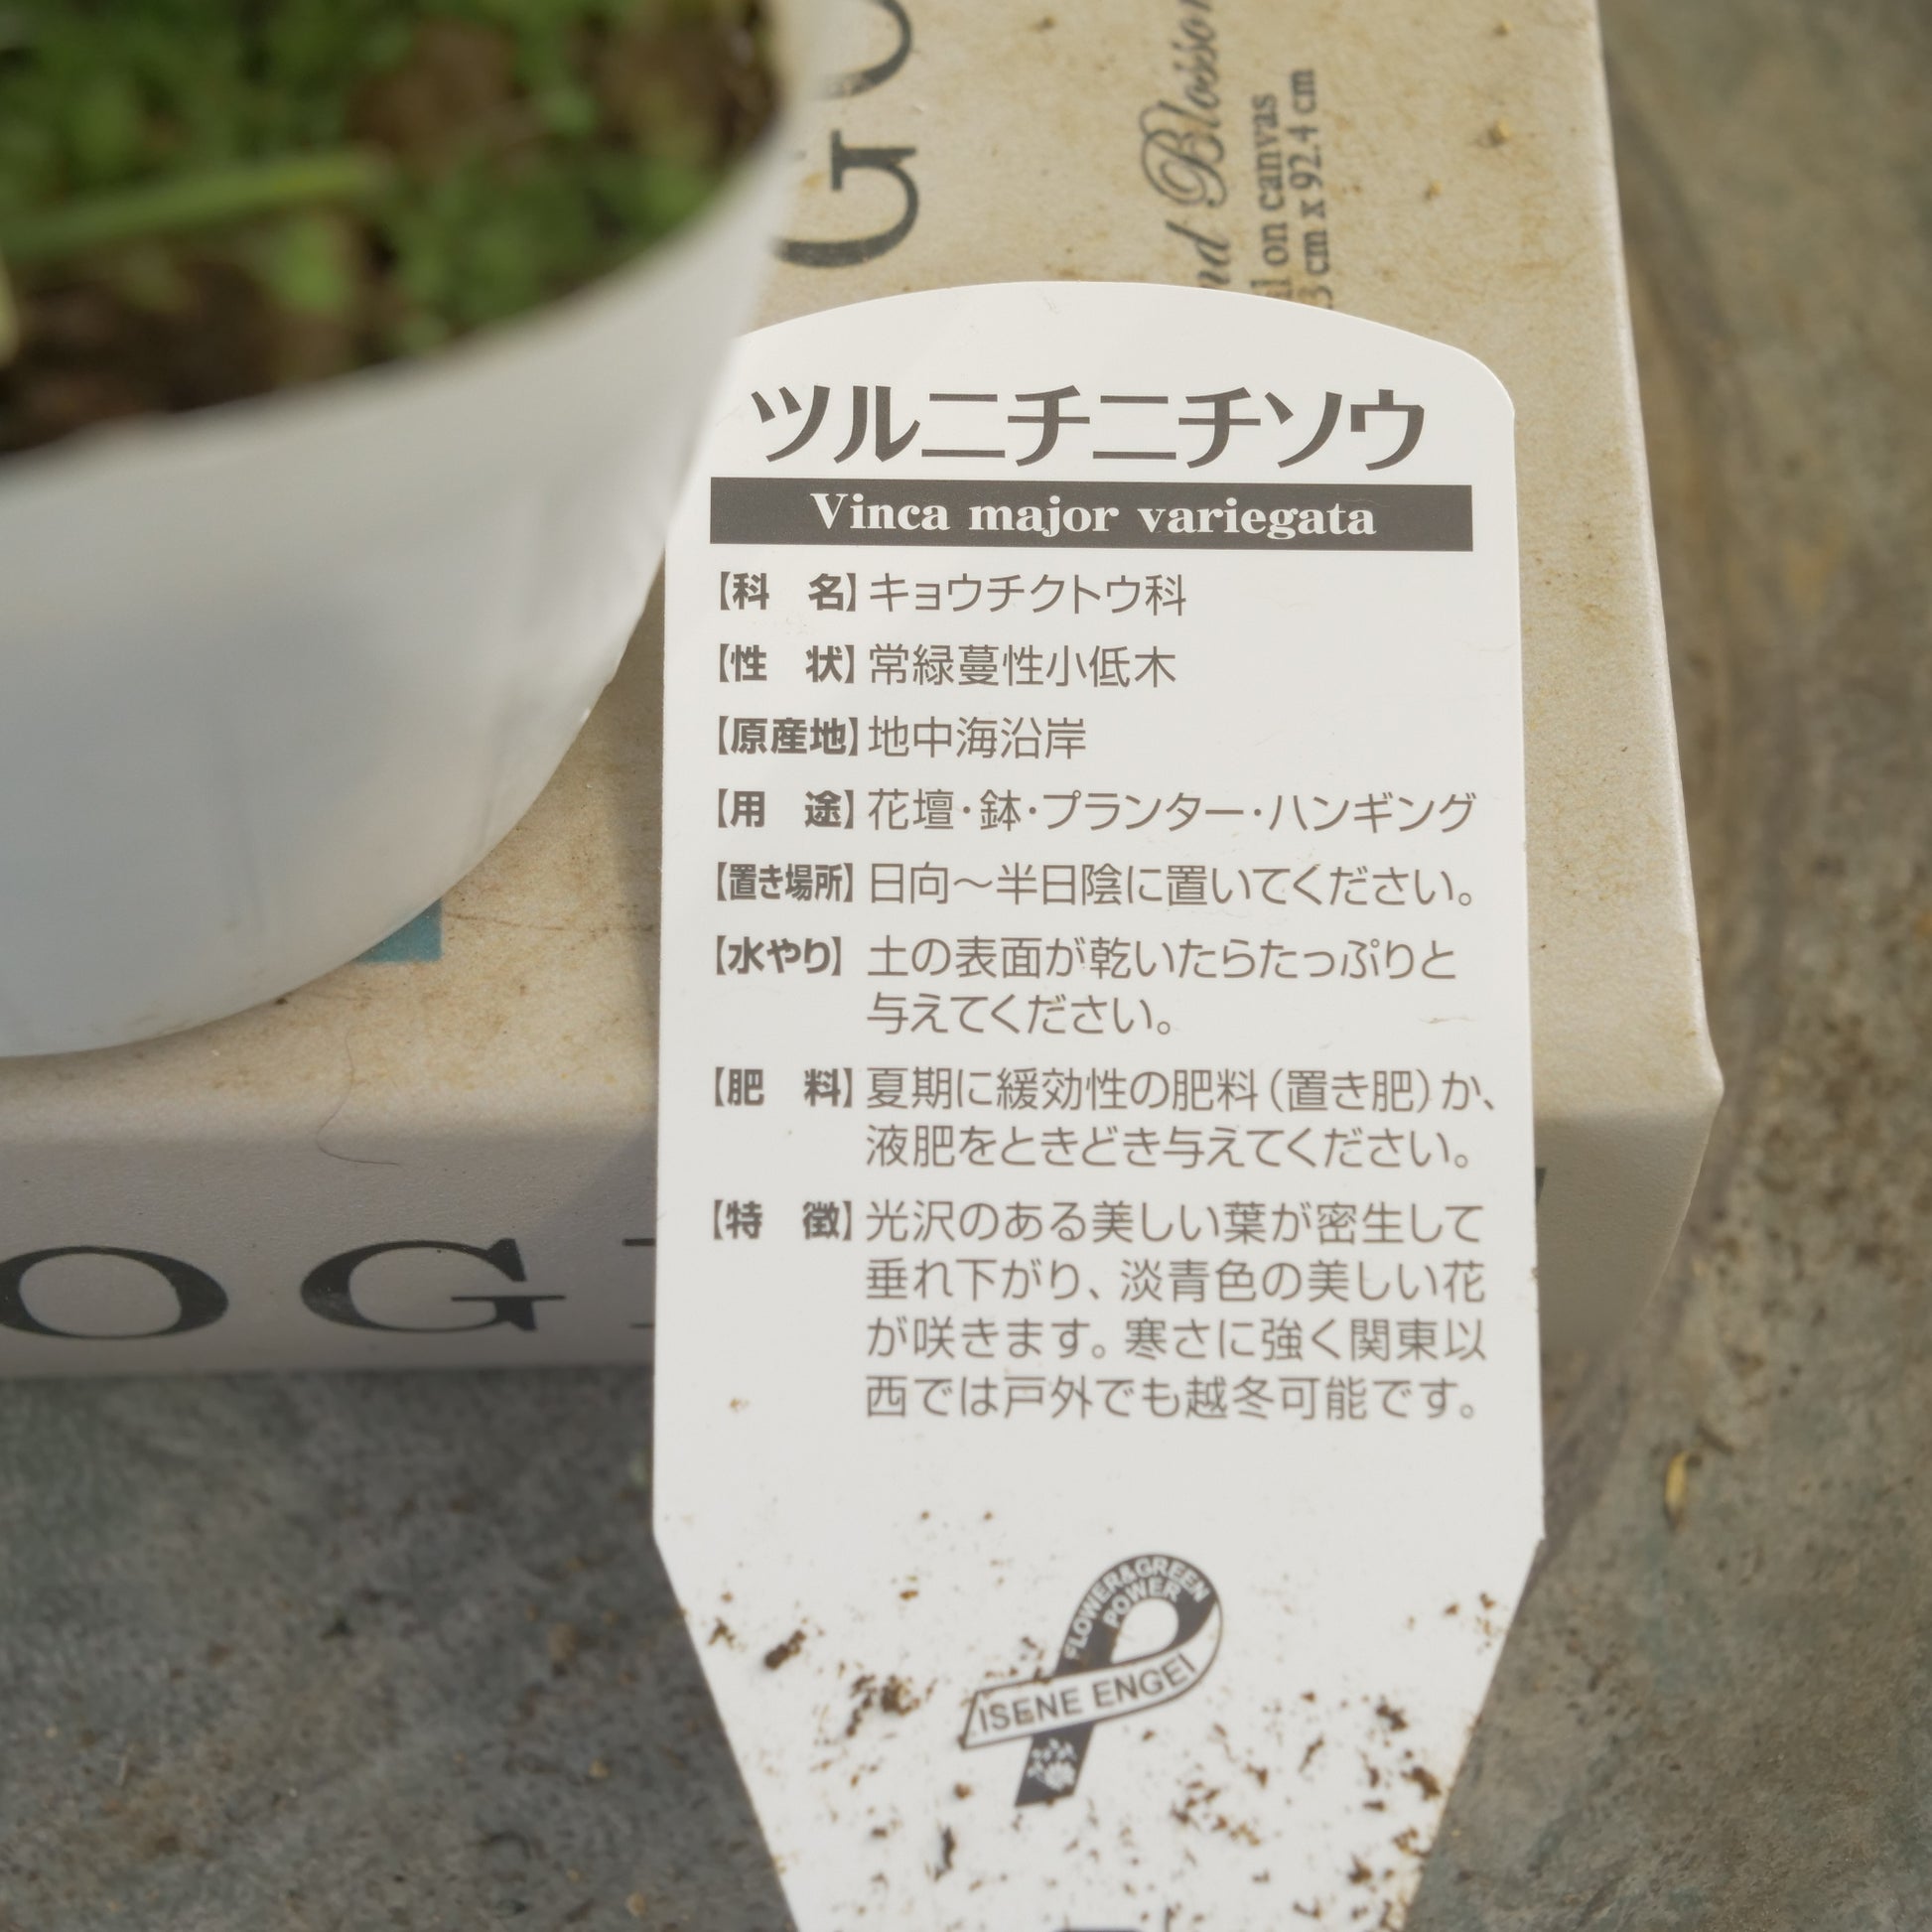 Blossom
on canvas
cm x 92.4 cm
ツルニチニチソウ
Vinca major variegata
【科　名】キョウチクトウ科
【性　状】常緑蔓性小低木
【原産地】地中海沿岸
【用　途】花壇・鉢・プランター・ハンギング
【置き場所】日向～半日陰に置いてください。
【水やり】土の表面が乾いたらたっぷりと
与えてください。
【肥　料】夏期に緩効性の肥料（置き肥）か、
液肥をときどき与えてください。
【特　徴】光沢のある美しい葉が密生して
垂れ下がり、淡青色の美しい花
が咲きます。寒さに強く関東以
西では戸外でも越冬可能です。
FLOWER&GREEN
POWER
ISENE ENGEI
OG